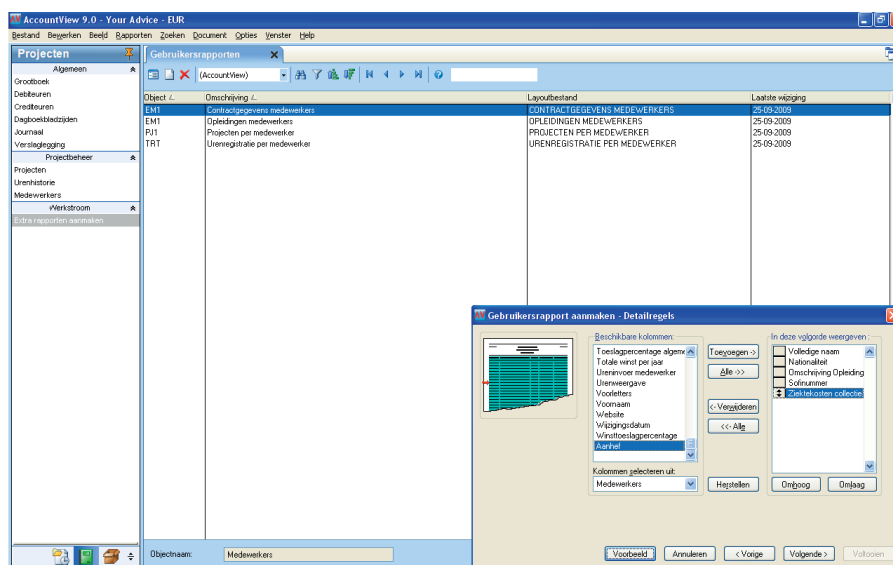 AccountView 9.0 - Your Advice - EUR
Bestand Bewerken Beeld Rapporten Zoeken Document Opties Venster Help
Projecten
Algemeen
Grootboek
Debiteuren
Crediteuren
Dagboekbladzijden
Journaal
Verslaglegging
Projectbeheer
Projecten
Urenhistorie
Medewerkers
Werkstroom
Extra rapporten aanmaken
Gebruikersrapporten
(AccountView)
Object Omschrijving Layoutbestand Laatste wijziging
EM1 Contractgegevens medewerkers CONTRACTGEGEVENS MEDEWERKERS 25-09-2009
EM1 Opleidingen medewerkers OPLEIDINGEN MEDEWERKERS 25-09-2009
PJ1 Projecten per medewerker PROJECTEN PER MEDEWERKER 25-09-2009
TRT Urenregistratie per medewerker URENREGISTRATIE PER MEDEWERKER 25-09-2009
Objectnaam: Medewerkers
Gebruikersrapport aanmaken - Detailregels
Beschikbare kolommen:
Toeslagpercentage algeme
Totale winst per jaar
Ureninvoer medewerker
Urenweergave
Voorletters
Voornaam
Website
Wijzigingsdatum
Winsttoeslagpercentage
Aanhef
Kolommen selecteren uit:
Medewerkers
Toevoegen ->
Alle ->>
<- Verwijderen
<<- Alle
Herstellen
In deze volgorde weergeven :
Volledige naam
Nationaliteit
Omschrijving Opleiding
Sofinummer
Ziektekosten collectie
Omhoog Omlaag
Voorbeeld Annuleren < Vorige Volgende > Voltooien